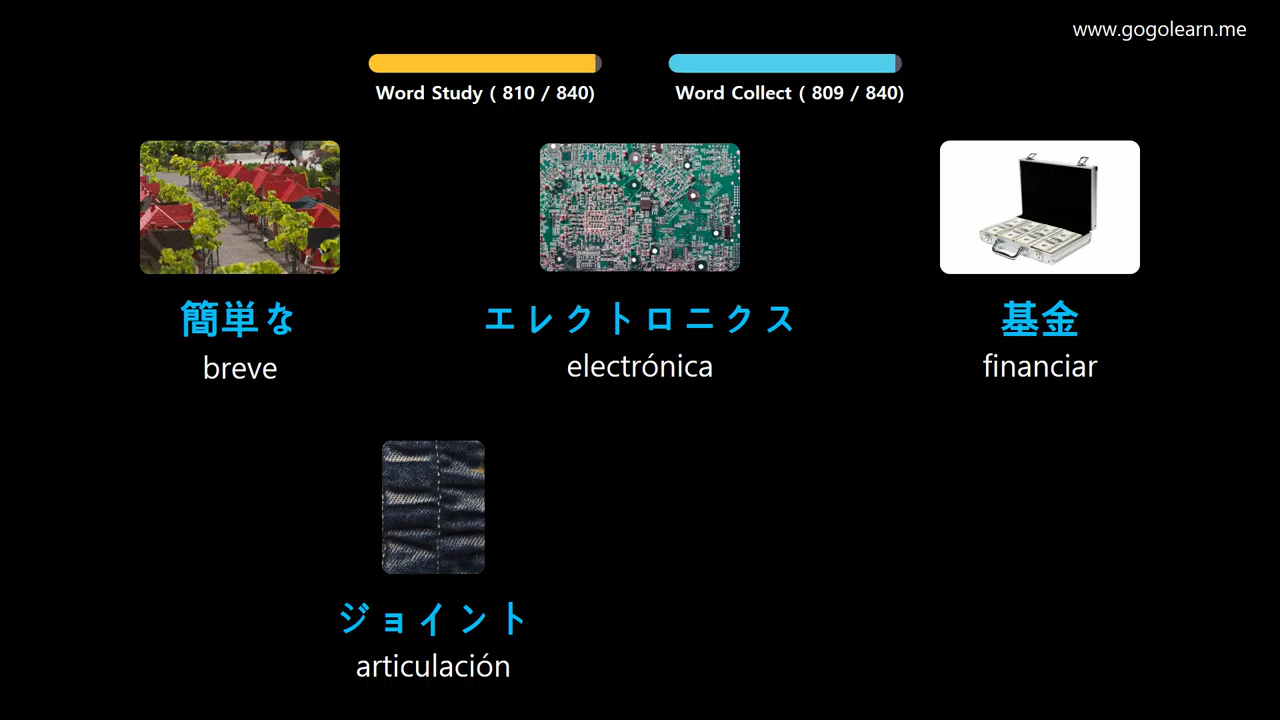 www.gogolearn.me
Word Study ( 810 / 840)
Word Collect ( 809 / 840)
簡単な
breve
エレクトロニクス
electrónica
基金
financiar
ジョイント
articulación